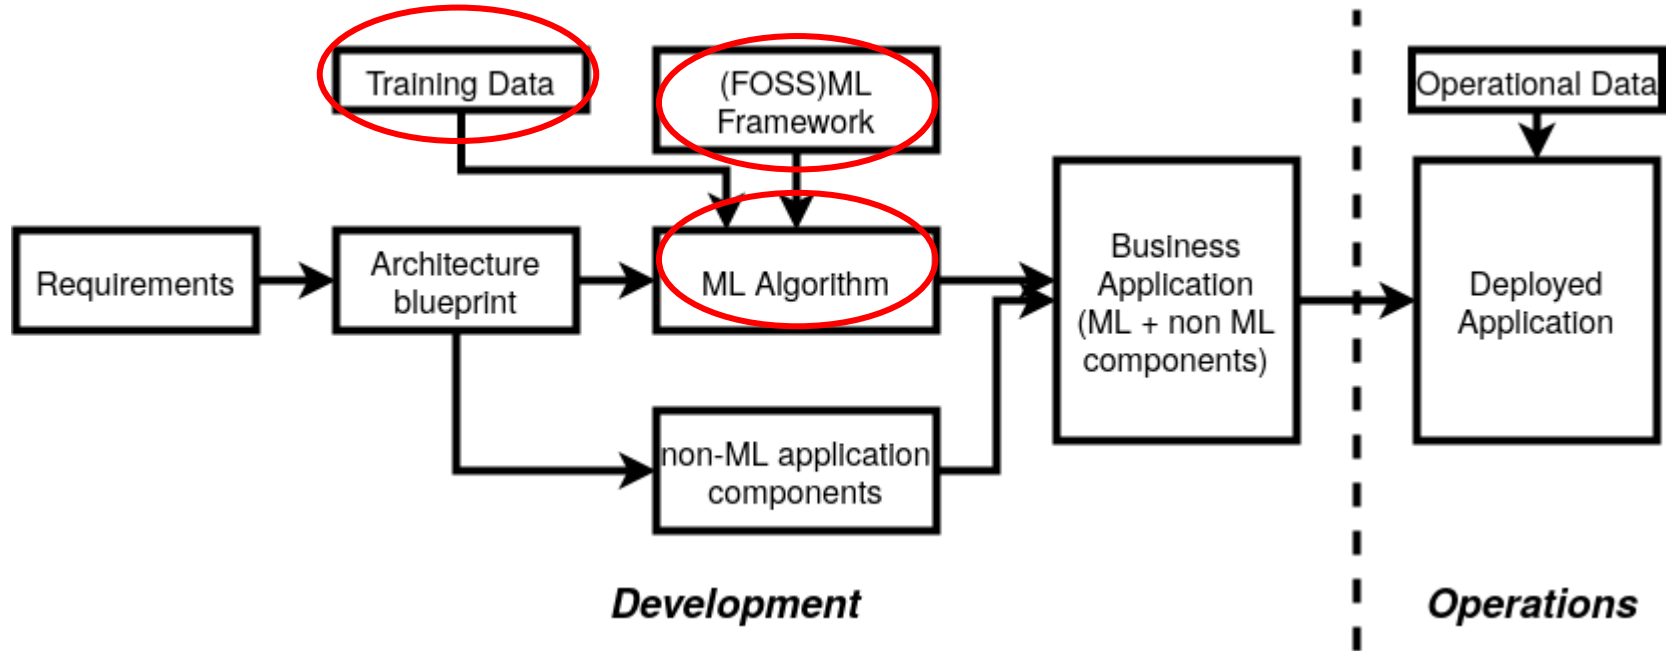 Training Data
(FOSS)ML
Framework
Operational Data
Requirements
Architecture
blueprint
ML Algorithm
Business
Application
(ML + non ML
components)
Deployed
Application
non-ML application
components
Development
Operations